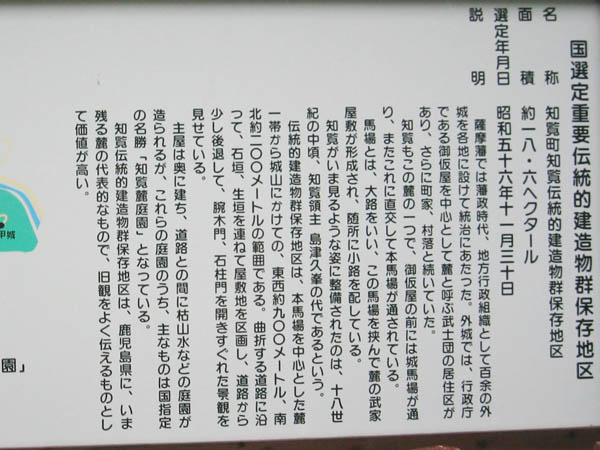 国選定重要伝統的建造物群保存地区
名称 知覧町知覧伝統的建造物群保存地区
面積 約一八・六ヘクタール
選定年月日 昭和五十六年十一月三十日
説明
薩摩藩では藩政時代、地方行政組織として百余の外
城を各地に設けて統治にあたつた。外城では、行政庁
である御仮屋を中心として麓と呼ぶ武士団の居住区が
あり、さらに町家、村落と続いていた。
知覧もこの麓の一つで、御仮屋の前には城馬場が通
り、またこれに直交して本馬場が通されている。
馬場とは、大路をいい、この馬場を挟んで麓の武家
屋敷が形成され、随所に小路を配している。
知覧がいま見るような姿に整備されたのは、十八世
紀の中頃、知覧領主 島津久峯の代であるという。
伝統的建造物群保存地区は、本馬場を中心とした麓
一帯から城山にかけての、東西約九〇〇メートル、南
北約二〇〇メートルの範囲である。曲折する道路に沿
つて、石垣、生垣を連ねて屋敷地を区画し、道路から
少し後退して、腕木門、石柱門を開きすぐれた景観を
見せている。
主屋は奥に建ち、道路との間に枯山水などの庭園が
造られるが、これらの庭園のうち、主なものは国指定
の名勝「知覧麓庭園」となっている。
知覧伝統的建造物群保存地区は、鹿児島県に、いま
残る麓の代表的なもので、旧観をよく伝えるものとし
て価値が高い。
甲城
園」